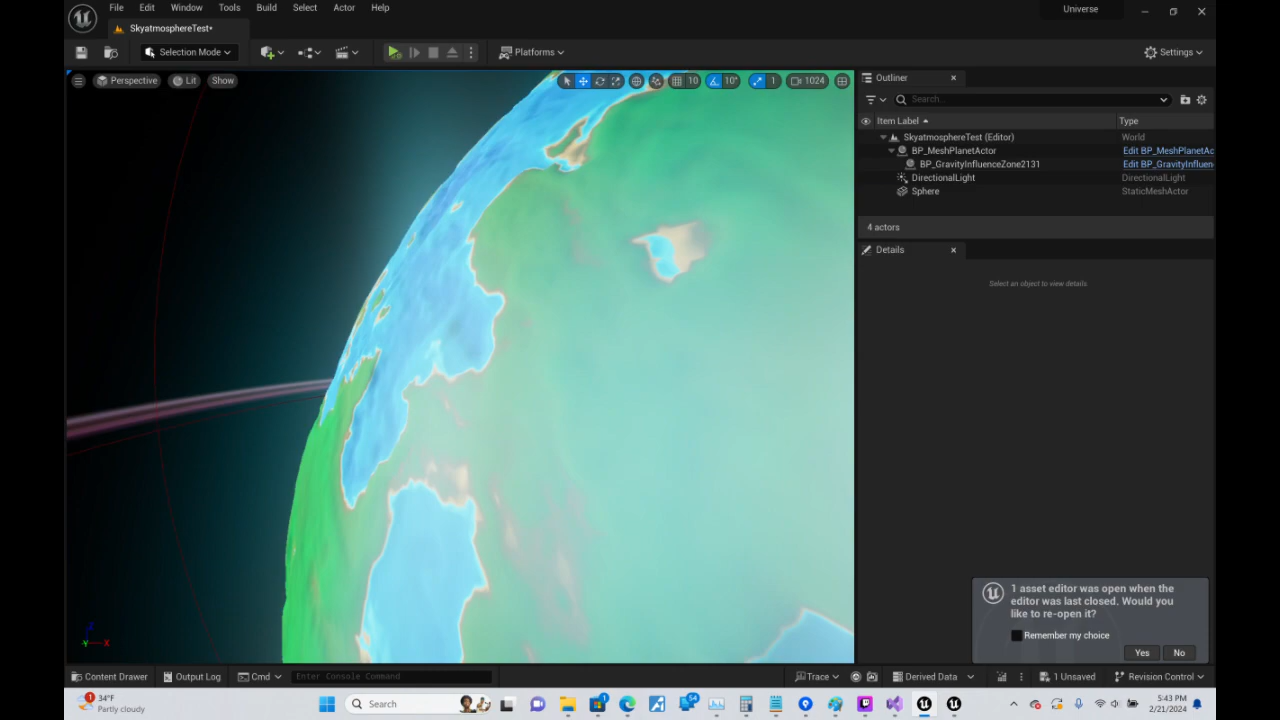 File Edit Window Tools Build Select Actor Help
Universe
SkyatmosphereTest*
Selection Mode
Platforms
Settings
Perspective Lit Show
10 10° 1 1024
Outliner
Search...
Item Label Type
SkyatmosphereTest (Editor) World
BP_MeshPlanetActor Edit BP_MeshPlanetAc
BP_GravityInfluenceZone2131 Edit BP_GravityInfluen
DirectionalLight DirectionalLight
Sphere StaticMeshActor
4 actors
Details
Select an object to view details.
1 asset editor was open when the
editor was last closed. Would you
like to re-open it?
Remember my choice
Yes No
Z
Y X
Content Drawer Output Log Cmd Enter Console Command Trace Derived Data 1 Unsaved Revision Control
1
34°F
Partly cloudy
Search
1
54
5:43 PM
2/21/2024